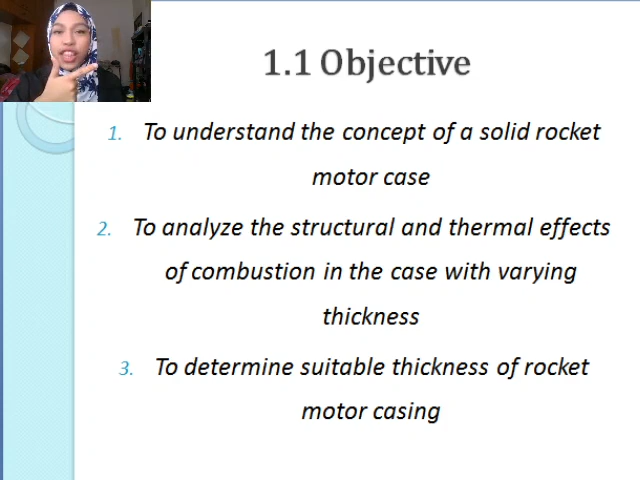 1.1 Objective
1. To understand the concept of a solid rocket
motor case
2. To analyze the structural and thermal effects
of combustion in the case with varying
thickness
3. To determine suitable thickness of rocket
motor casing